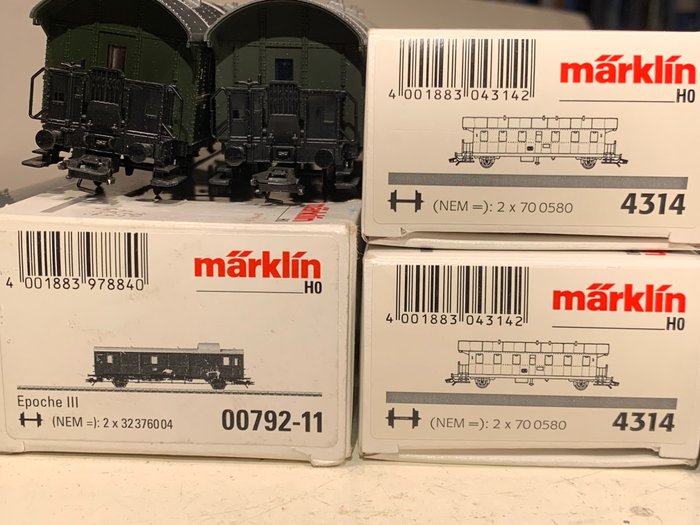 märklin
H0
4 001883 043142
(NEM =): 2 x 70 0580
4314
märklin
H0
4 001883 978840
Epoche III
(NEM =): 2 x 32376004
00792-11
märklin
H0
4 001883 043142
(NEM =): 2 x 70 0580
4314